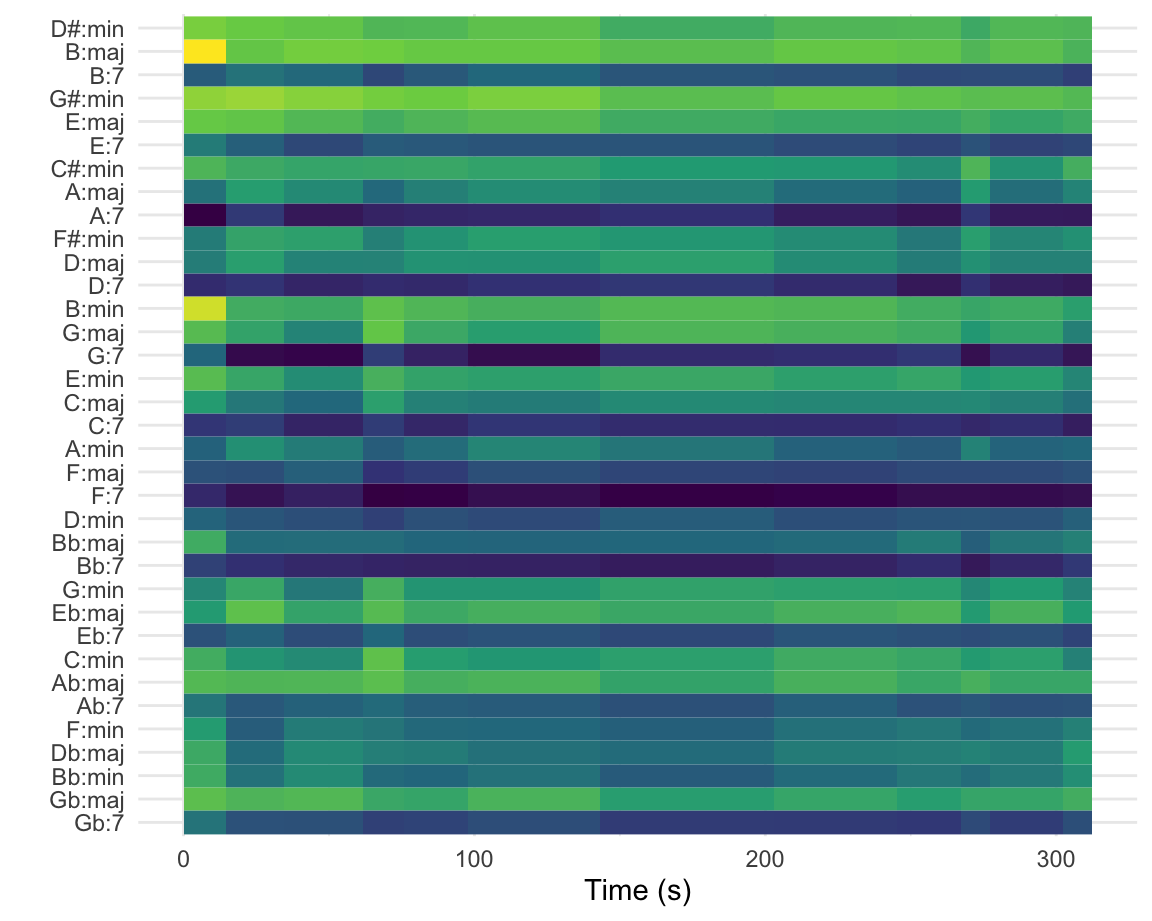 D#:min
B:maj
B:7
G#:min
E:maj
E:7
C#:min
A:maj
A:7
F#:min
D:maj
D:7
B:min
G:maj
G:7
E:min
C:maj
C:7
A:min
F:maj
F:7
D:min
Bb:maj
Bb:7
G:min
Eb:maj
Eb:7
C:min
Ab:maj
Ab:7
F:min
Db:maj
Bb:min
Gb:maj
Gb:7
0 100 200 300
Time (s)